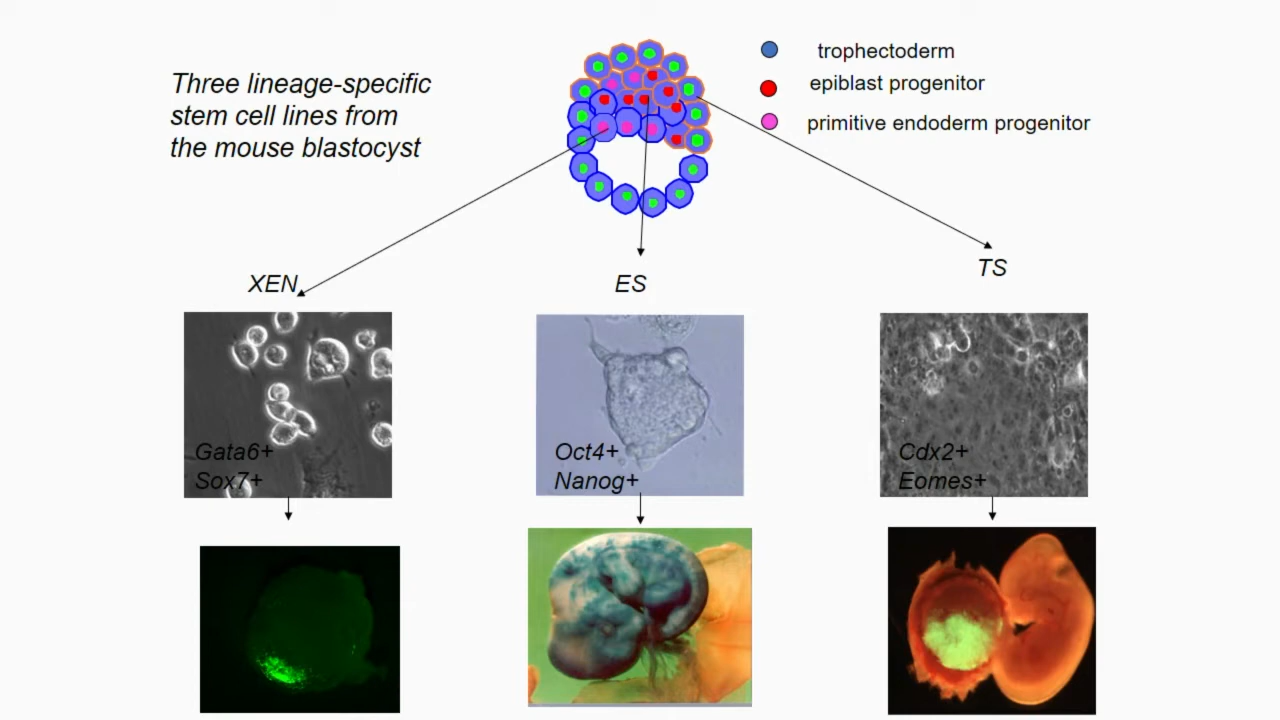 Three lineage-specific
stem cell lines from
the mouse blastocyst
trophectoderm
epiblast progenitor
primitive endoderm progenitor
XEN
ES
TS
Gata6+
Sox7+
Oct4+
Nanog+
Cdx2+
Eomes+